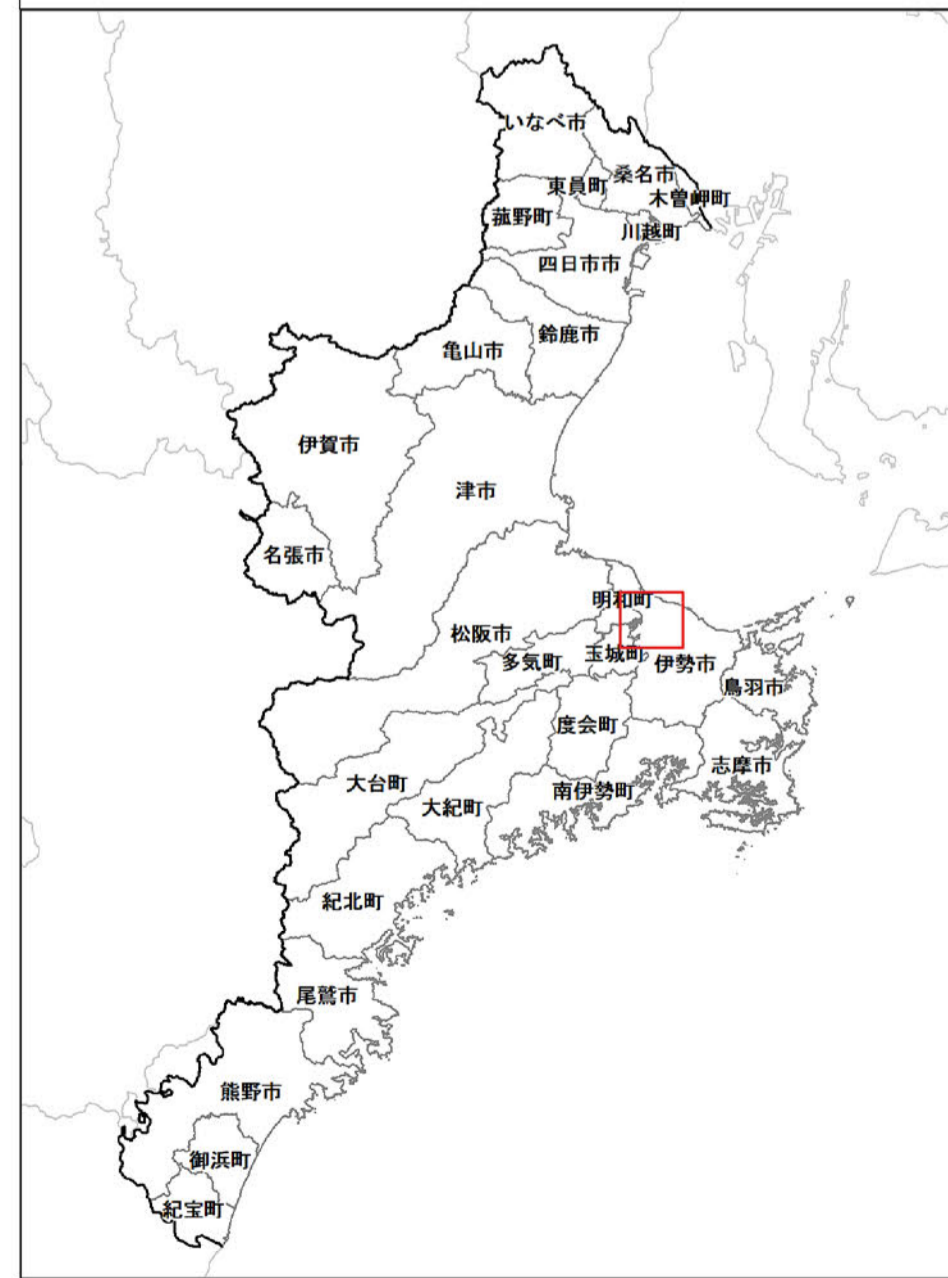 いなべ市
桑名市
東員町
木曽岬町
菰野町
川越町
四日市市
鈴鹿市
亀山市
伊賀市
津市
名張市
明和町
松阪市
多気町
玉城町
伊勢市
鳥羽市
度会町
志摩市
大台町
南伊勢町
大紀町
紀北町
尾鷲市
熊野市
御浜町
紀宝町